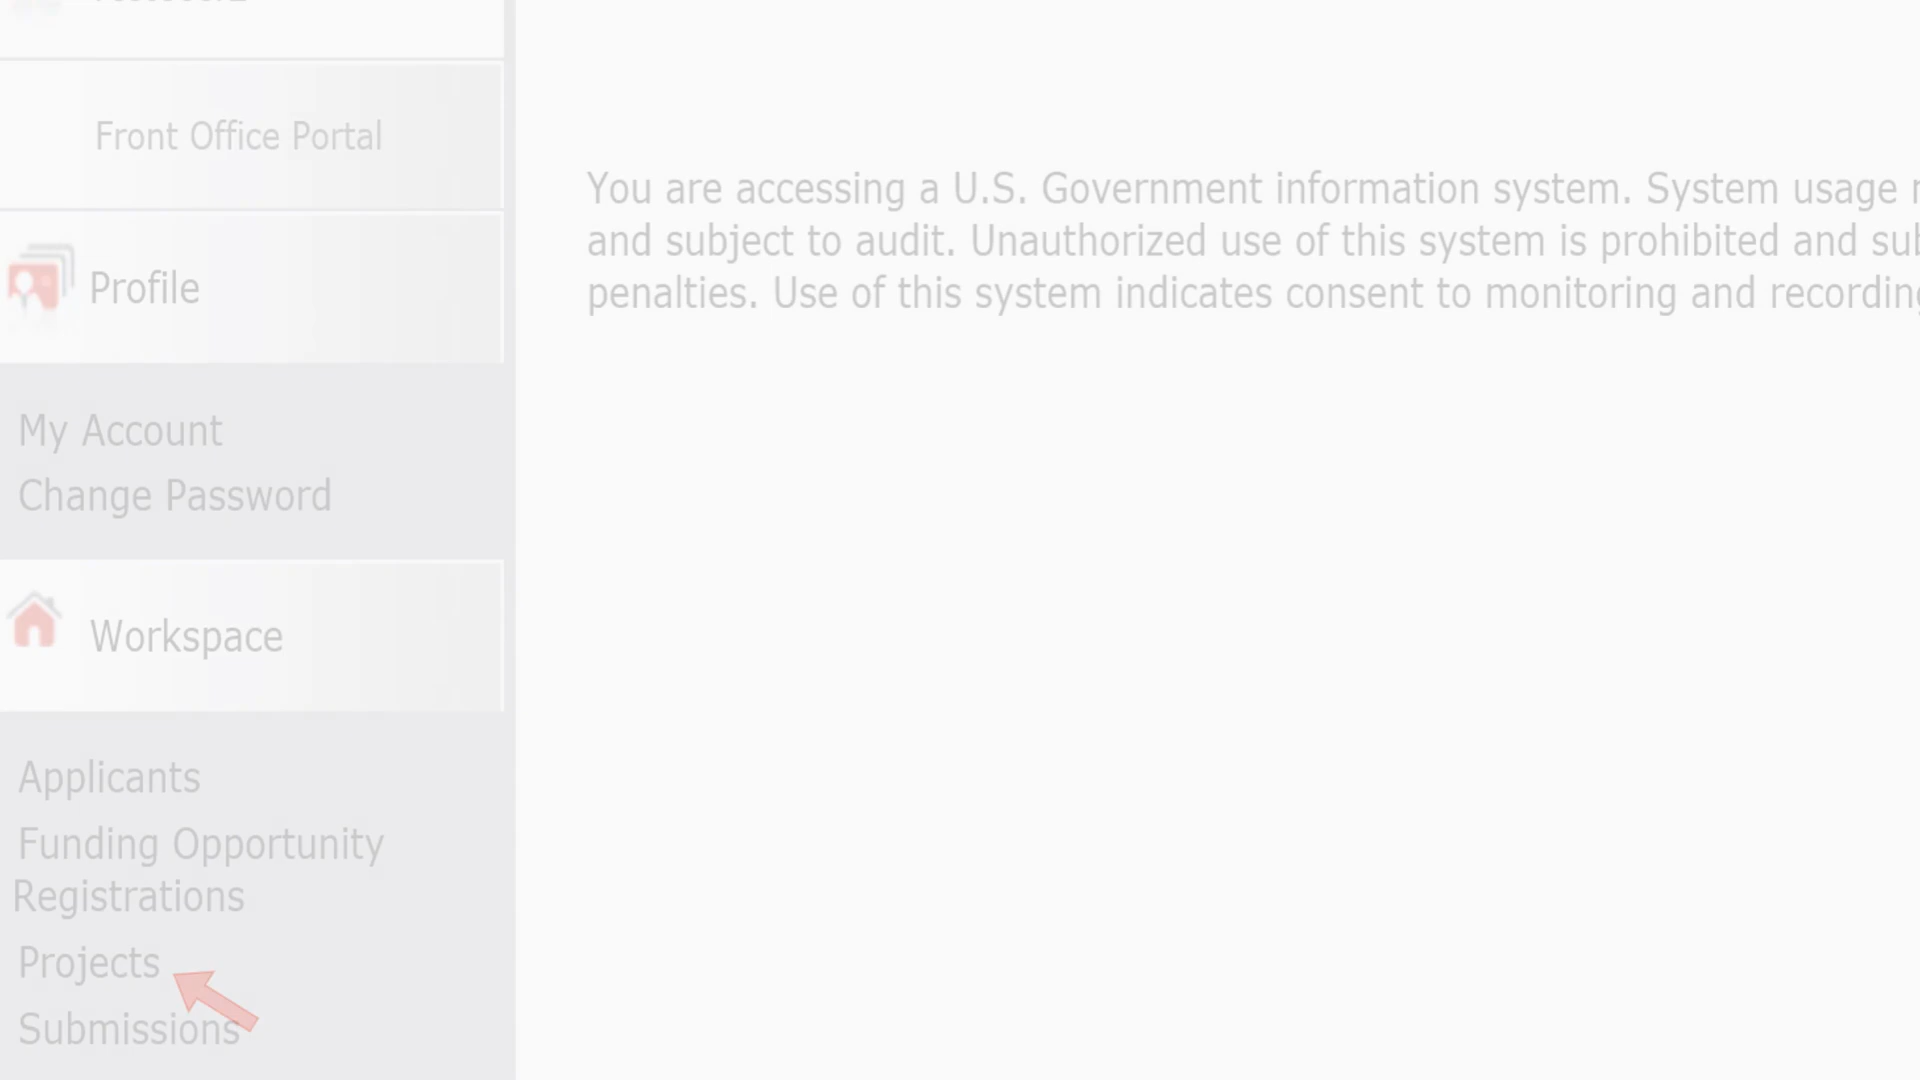 Front Office Portal
Profile
My Account
Change Password
Workspace
Applicants
Funding Opportunity
Registrations
Projects
Submissions
You are accessing a U.S. Government information system. System usage
and subject to audit. Unauthorized use of this system is prohibited and
penalties. Use of this system indicates consent to monitoring and recording